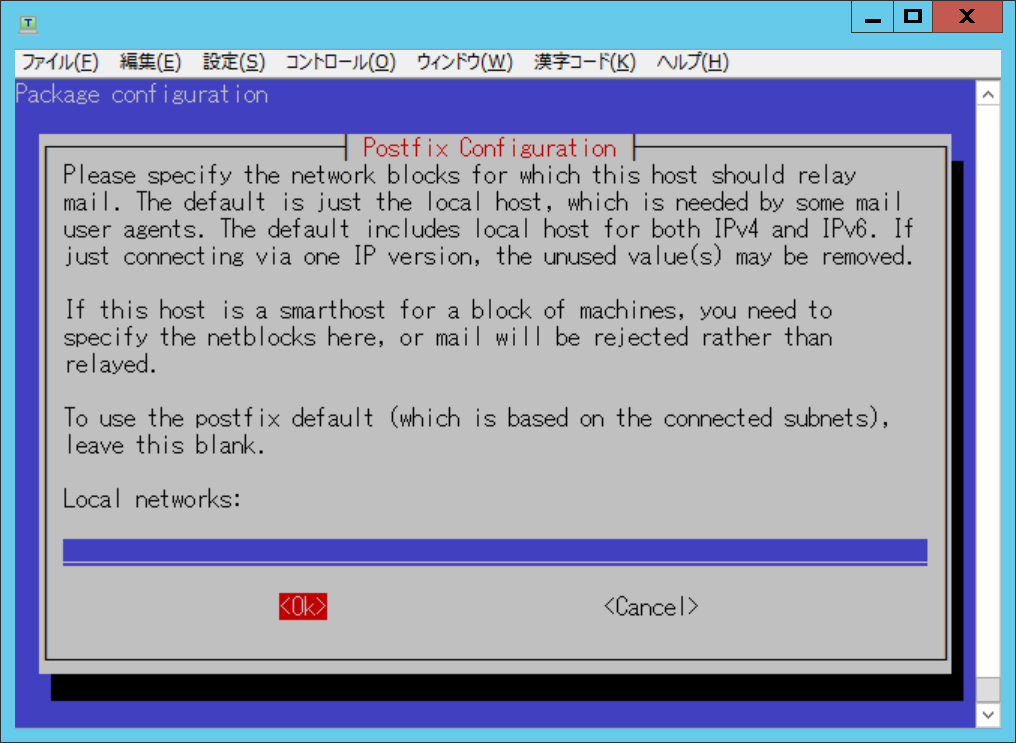 T
ファイル(F) 編集(E) 設定(S) コントロール(O) ウィンドウ(W) 漢字コード(K) ヘルプ(H)
Package configuration
Postfix Configuration
Please specify the network blocks for which this host should relay
mail. The default is just the local host, which is needed by some mail
user agents. The default includes local host for both IPv4 and IPv6. If
just connecting via one IP version, the unused value(s) may be removed.
If this host is a smarthost for a block of machines, you need to
specify the netblocks here, or mail will be rejected rather than
relayed.
To use the postfix default (which is based on the connected subnets),
leave this blank.
Local networks:
<Ok> <Cancel>